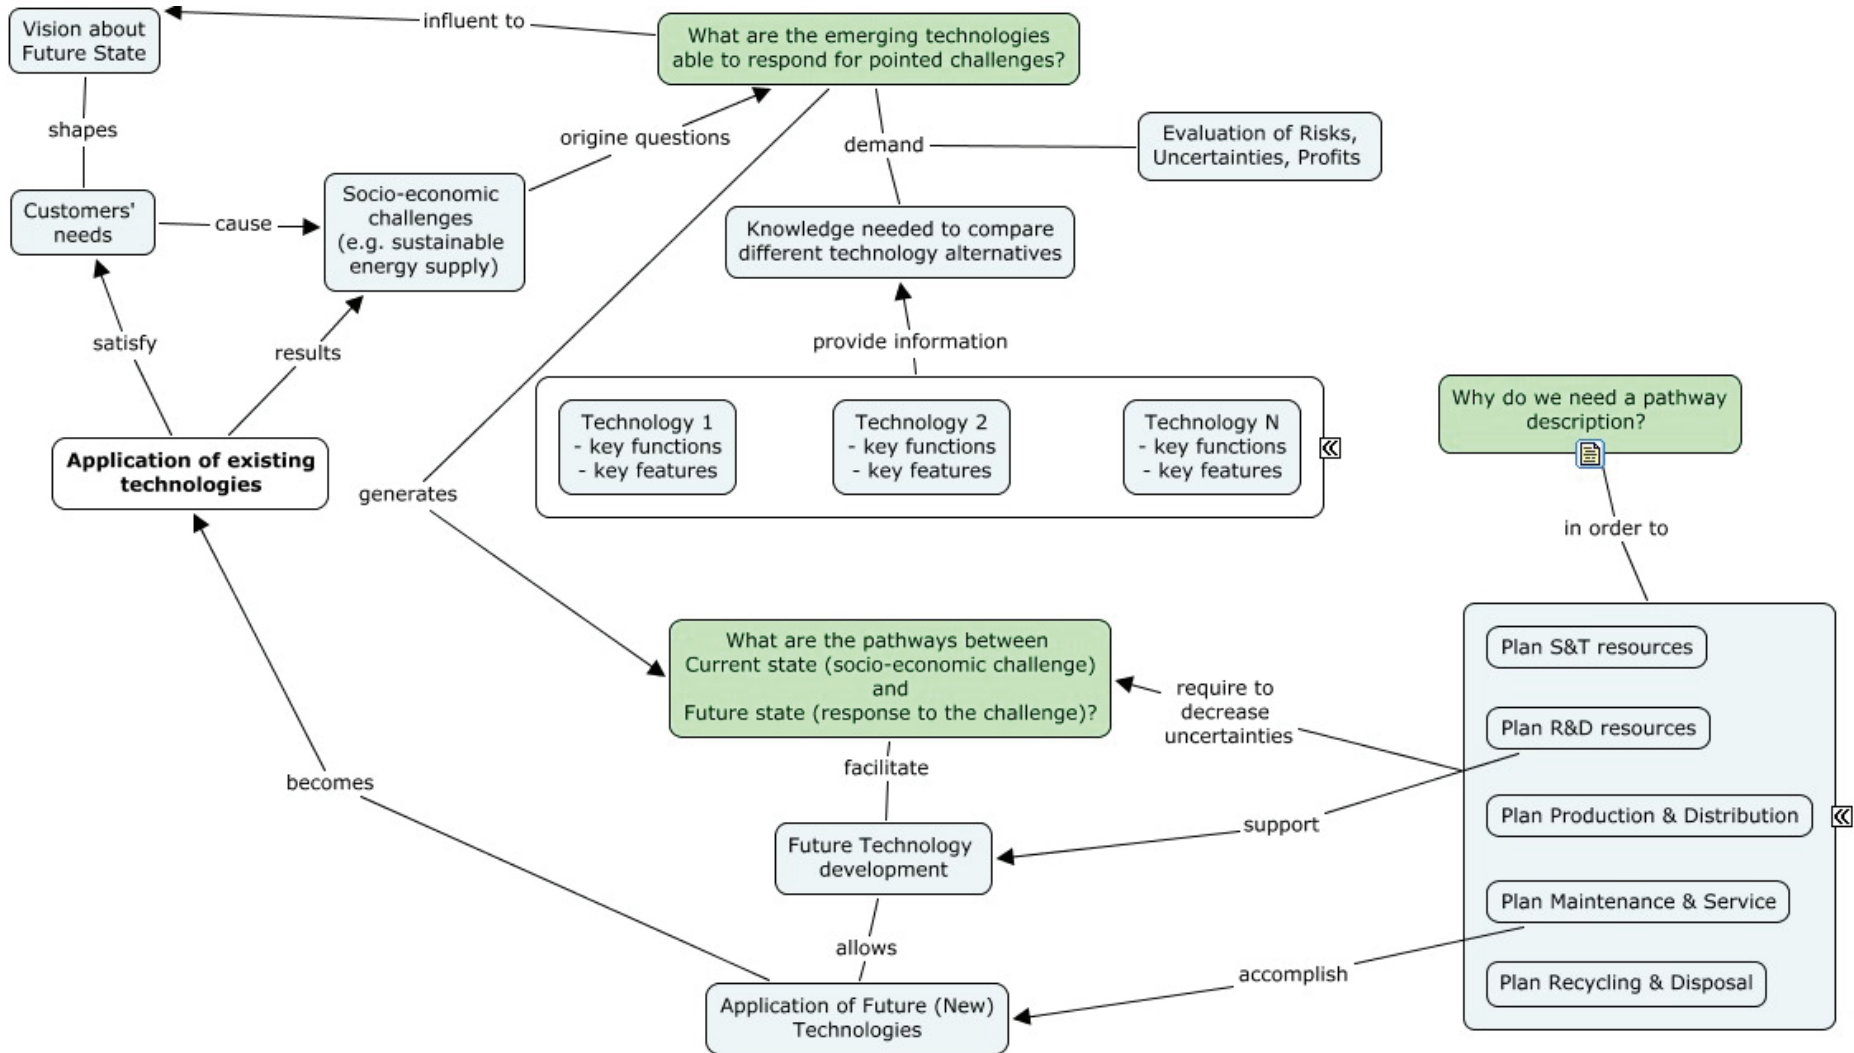 influent to
Vision about
Future State
What are the emerging technologies
able to respond for pointed challenges?
shapes
origine questions
demand
Evaluation of Risks,
Uncertainties, Profits
Customers'
needs
cause
Socio-economic
challenges
(e.g. sustainable
energy supply)
Knowledge needed to compare
different technology alternatives
satisfy
results
provide information
Application of existing
technologies
generates
Technology 1
- key functions
- key features
Technology 2
- key functions
- key features
Technology N
- key functions
- key features
Why do we need a pathway
description?
in order to
What are the pathways between
Current state (socio-economic challenge)
and
Future state (response to the challenge)?
require to
decrease
uncertainties
Plan S&T resources
Plan R&D resources
Plan Production & Distribution
Plan Maintenance & Service
Plan Recycling & Disposal
facilitate
becomes
support
Future Technology
development
allows
accomplish
Application of Future (New)
Technologies